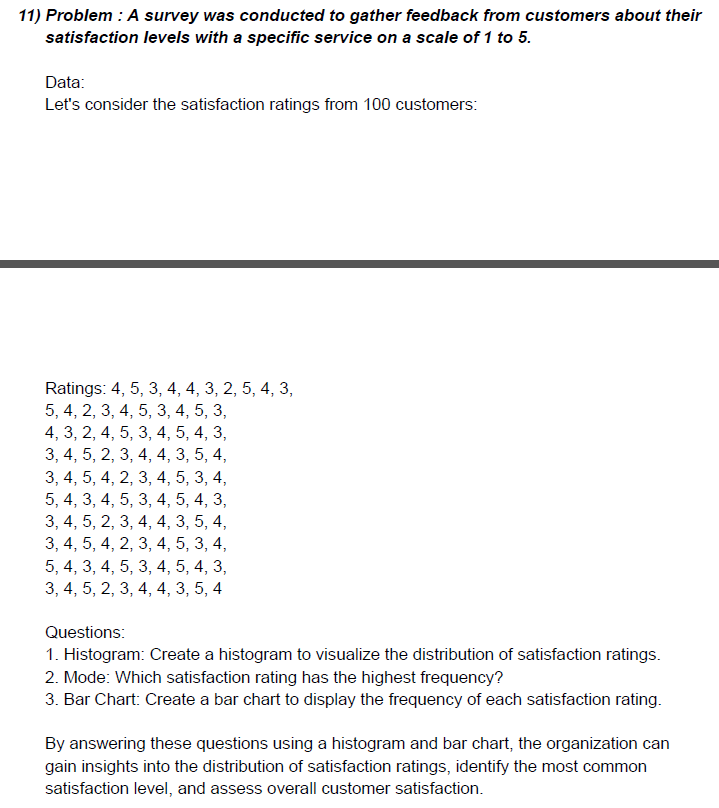 11) Problem : A survey was conducted to gather feedback from customers about their
satisfaction levels with a specific service on a scale of 1 to 5.
Data:
Let's consider the satisfaction ratings from 100 customers:
Ratings: 4, 5, 3, 4, 4, 3, 2, 5, 4, 3,
5, 4, 2, 3, 4, 5, 3, 4, 5, 3,
4, 3, 2, 4, 5, 3, 4, 5, 4, 3,
3, 4, 5, 2, 3, 4, 4, 3, 5, 4,
3, 4, 5, 4, 2, 3, 4, 5, 3, 4,
5, 4, 3, 4, 5, 3, 4, 5, 4, 3,
3, 4, 5, 2, 3, 4, 4, 3, 5, 4,
3, 4, 5, 4, 2, 3, 4, 5, 3, 4,
5, 4, 3, 4, 5, 3, 4, 5, 4, 3,
3, 4, 5, 2, 3, 4, 4, 3, 5, 4
Questions:
1. Histogram: Create a histogram to visualize the distribution of satisfaction ratings.
2. Mode: Which satisfaction rating has the highest frequency?
3. Bar Chart: Create a bar chart to display the frequency of each satisfaction rating.
By answering these questions using a histogram and bar chart, the organization can
gain insights into the distribution of satisfaction ratings, identify the most common
satisfaction level, and assess overall customer satisfaction.